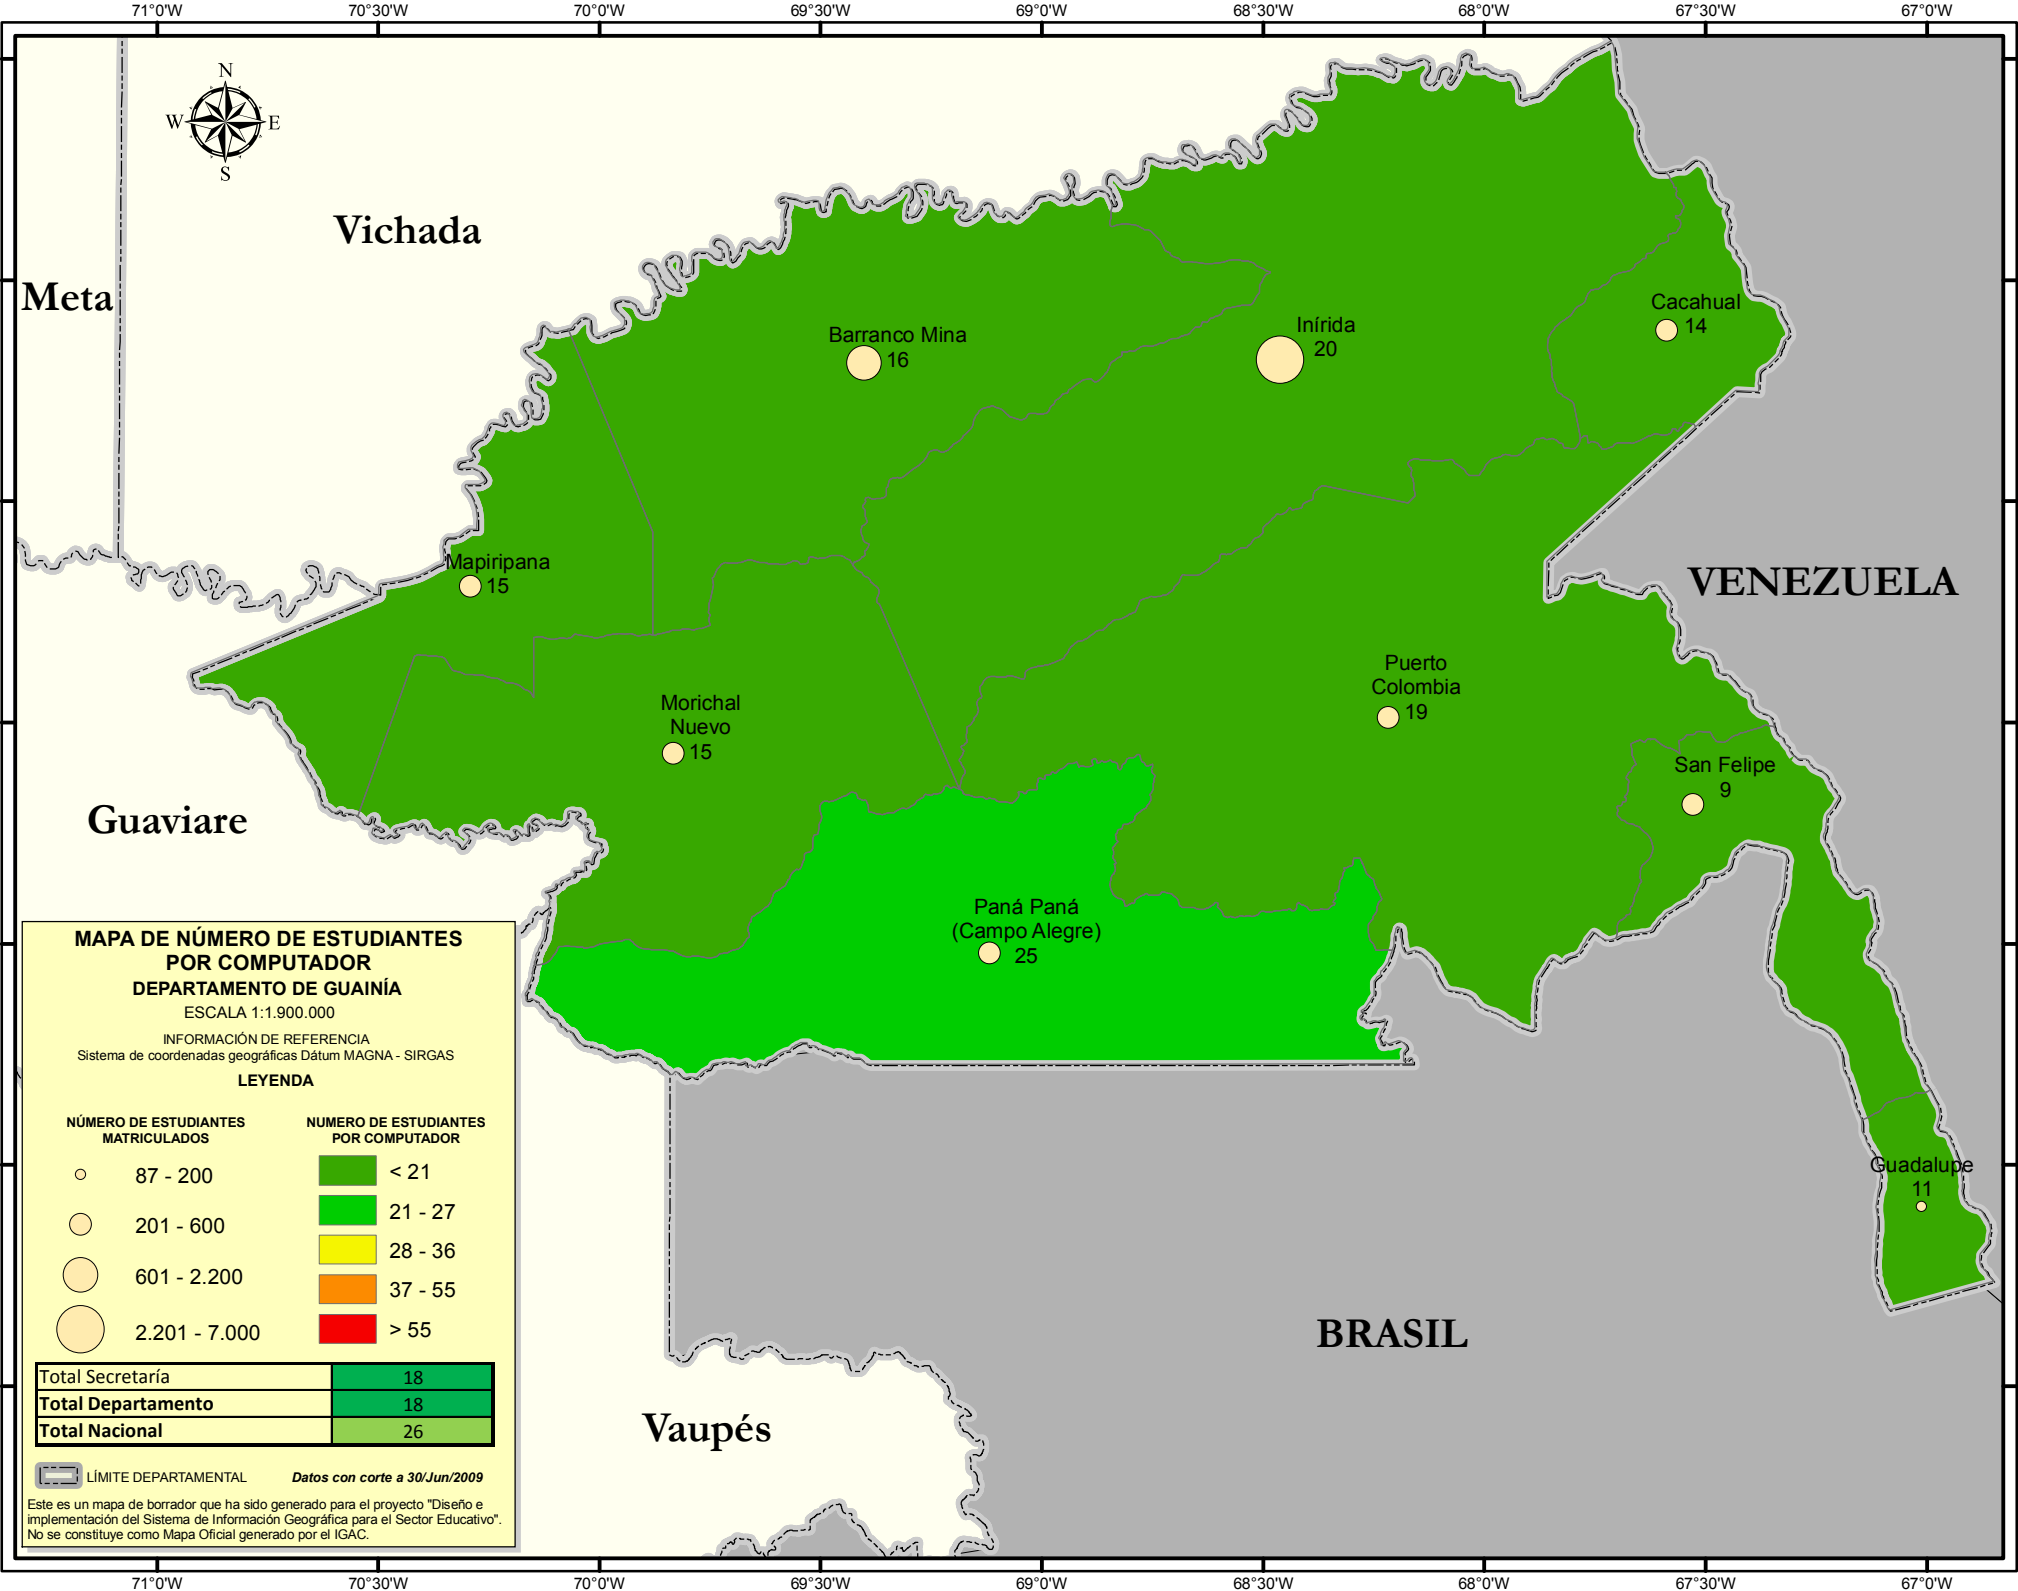 71°0'W 70°30'W 70°0'W 69°30'W 69°0'W 68°30'W 68°0'W 67°30'W 67°0'W
N
W E
S
Vichada
Meta
Cacahual
14
Inírida
20
Barranco Mina
16
Mapiripana
15
VENEZUELA
Puerto
Colombia
19
Morichal
Nuevo
15
San Felipe
9
Guaviare
Paná Paná
(Campo Alegre)
25
Guadalupe
11
BRASIL
Vaupés
MAPA DE NÚMERO DE ESTUDIANTES
POR COMPUTADOR
DEPARTAMENTO DE GUAINÍA
ESCALA 1:1.900.000
INFORMACIÓN DE REFERENCIA
Sistema de coordenadas geográficas Dátum MAGNA - SIRGAS
LEYENDA
NÚMERO DE ESTUDIANTES
MATRICULADOS
87 - 200
201 - 600
601 - 2.200
2.201 - 7.000
NUMERO DE ESTUDIANTES
POR COMPUTADOR
< 21
21 - 27
28 - 36
37 - 55
> 55
Total Secretaría 18
Total Departamento 18
Total Nacional 26
LÍMITE DEPARTAMENTAL Datos con corte a 30/Jun/2009
Este es un mapa de borrador que ha sido generado para el proyecto "Diseño e
implementación del Sistema de Información Geográfica para el Sector Educativo".
No se constituye como Mapa Oficial generado por el IGAC.
71°0'W 70°30'W 70°0'W 69°30'W 69°0'W 68°30'W 68°0'W 67°30'W 67°0'W